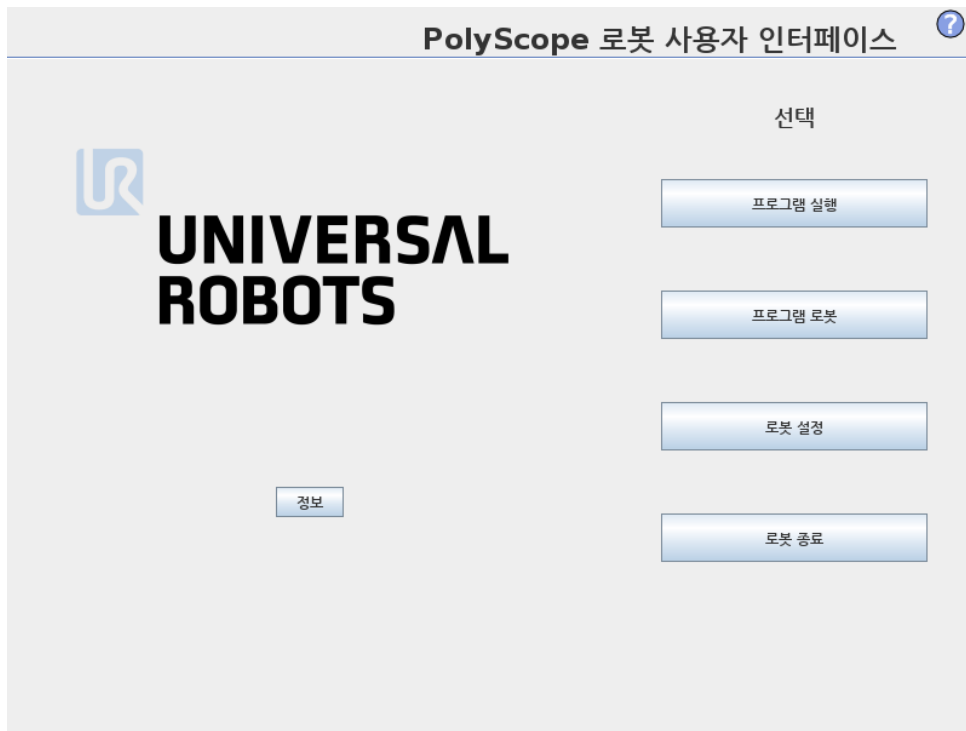 PolyScope 로봇 사용자 인터페이스
?
선택
UR
UNIVERSAL
ROBOTS
프로그램 실행
프로그램 로봇
로봇 설정
정보
로봇 종료